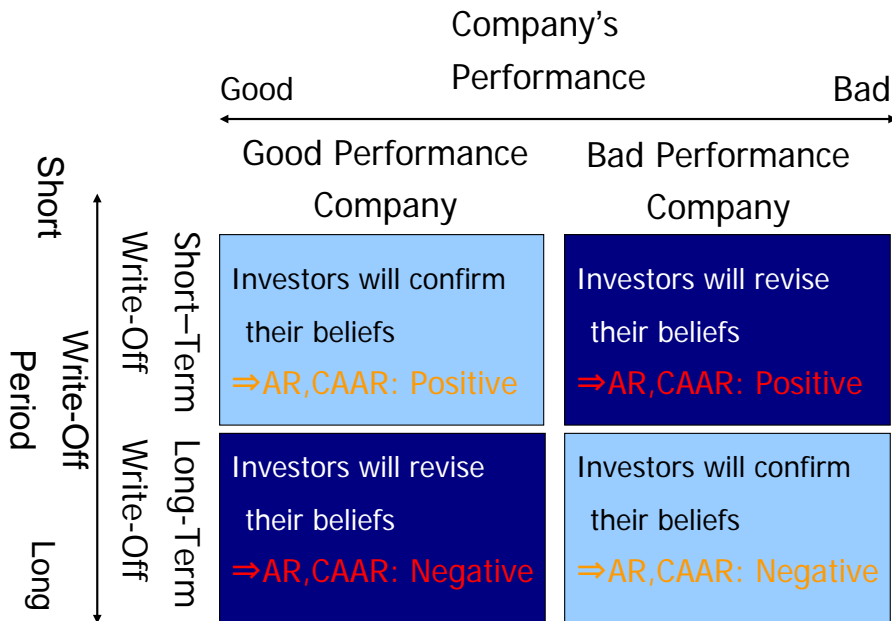 Company's
Performance
Good
Bad
Good Performance
Company
Bad Performance
Company
Short
Write-Off
Period
Long
Short–Term
Write-Off
Investors will confirm
their beliefs
⇒AR,CAAR: Positive
Investors will revise
their beliefs
⇒AR,CAAR: Positive
Long-Term
Write-Off
Investors will revise
their beliefs
⇒AR,CAAR: Negative
Investors will confirm
their beliefs
⇒AR,CAAR: Negative